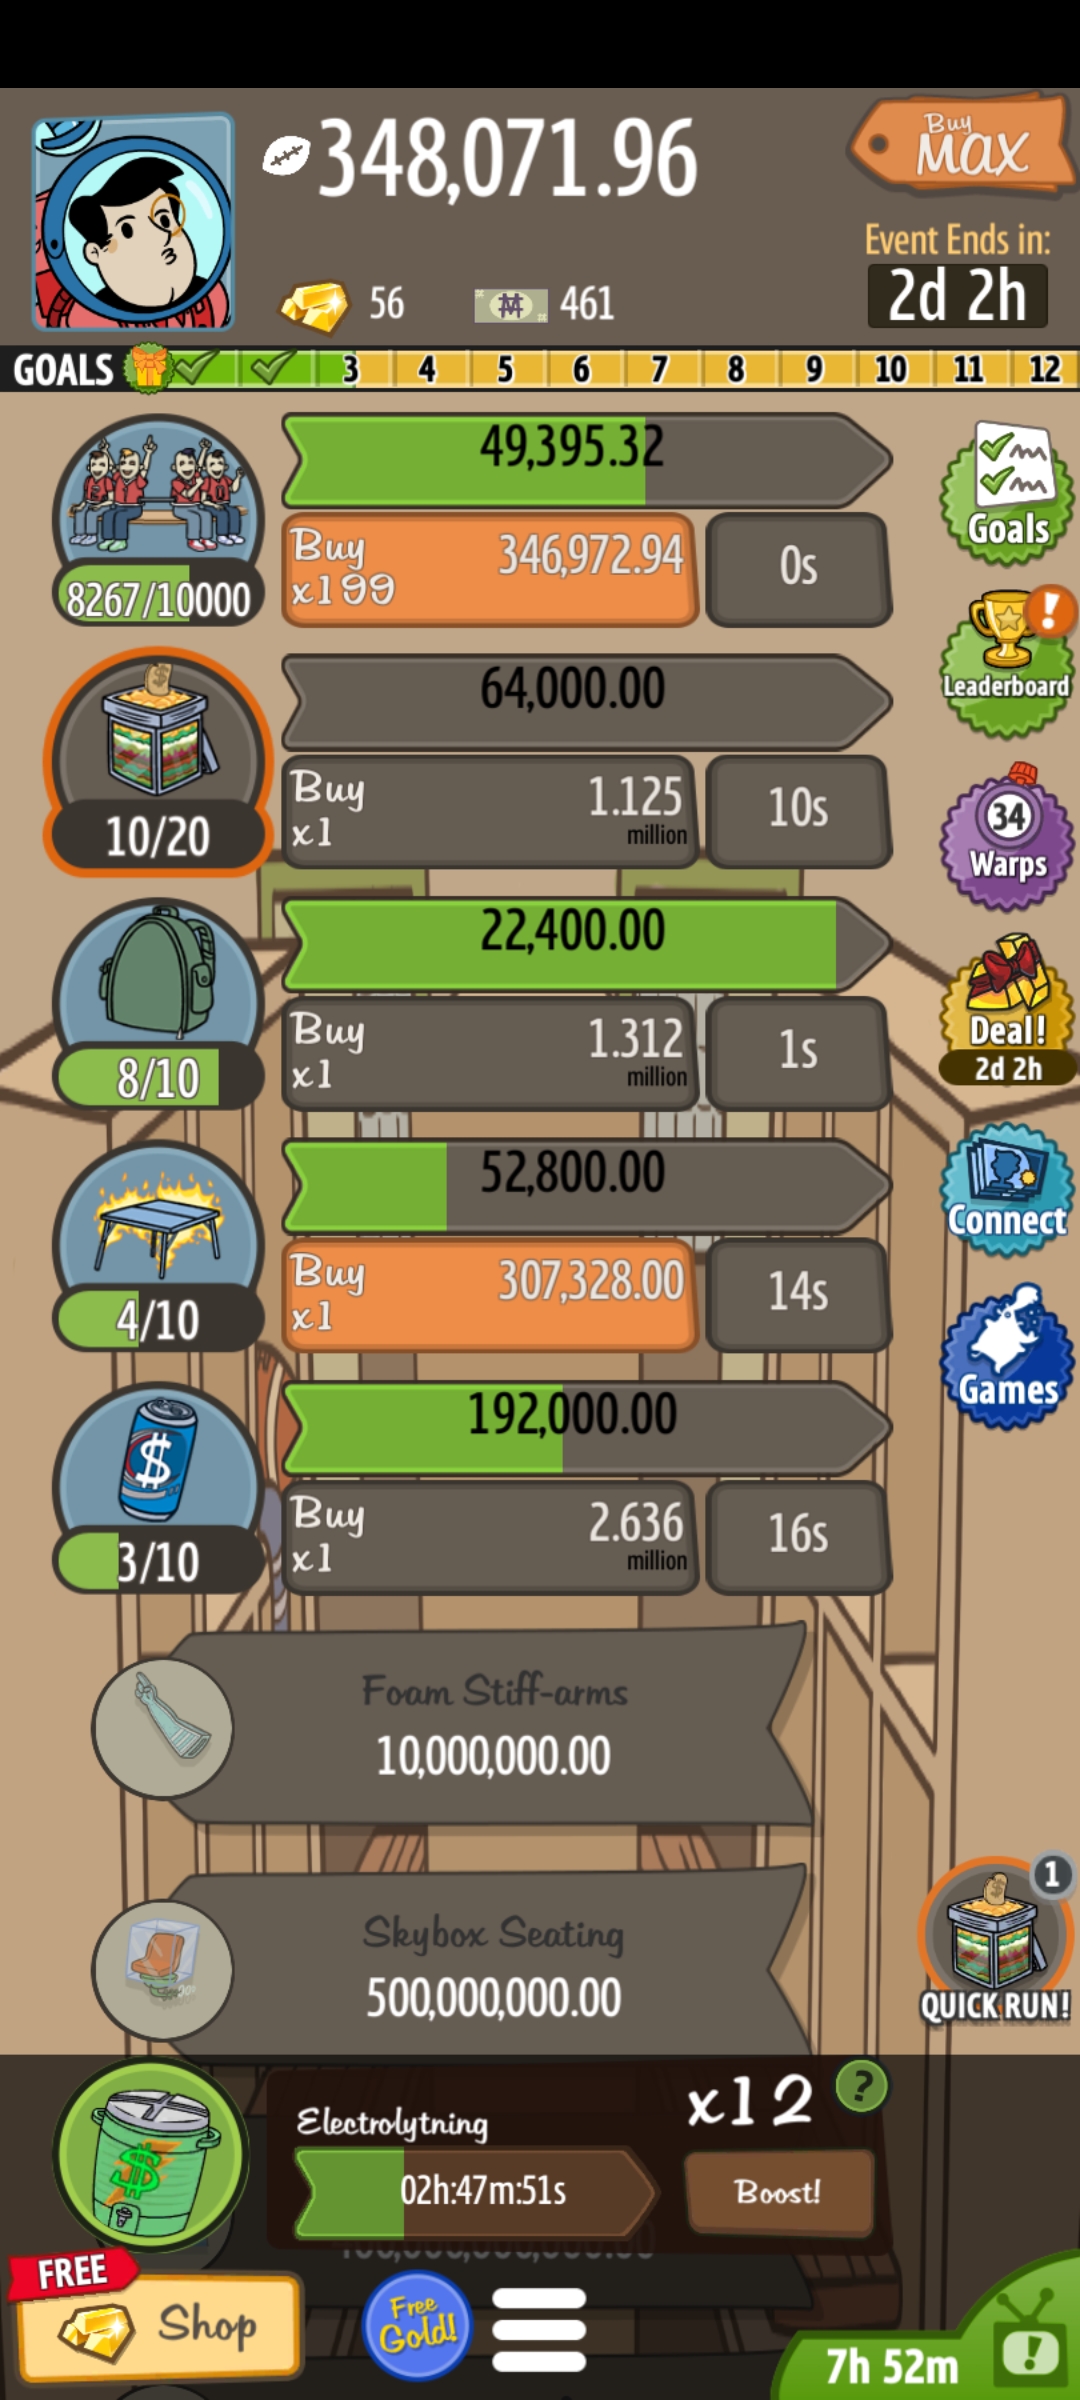 348,071.96
Buy
MAX
Event Ends in:
2d 2h
56
461
GOALS 3 4 5 6 7 8 9 10 11 12
49,395.32
Buy
x199
346,972.94
0s
8267/10000
Goals
64,000.00
Buy
x1
1.125
million
10s
10/20
!
Leaderboard
22,400.00
Buy
x1
1.312
million
1s
8/10
34
Warps
52,800.00
Buy
x1
307,328.00
14s
4/10
Deal!
2d 2h
Connect
192,000.00
Buy
x1
2.636
million
16s
3/10
Games
Foam Stiff-arms
10,000,000.00
Skybox Seating
500,000,000.00
1
QUICK RUN!
Electrolytning
02h:47m:51s
x12
?
Boost!
FREE
Shop
Free
Gold!
7h 52m
!